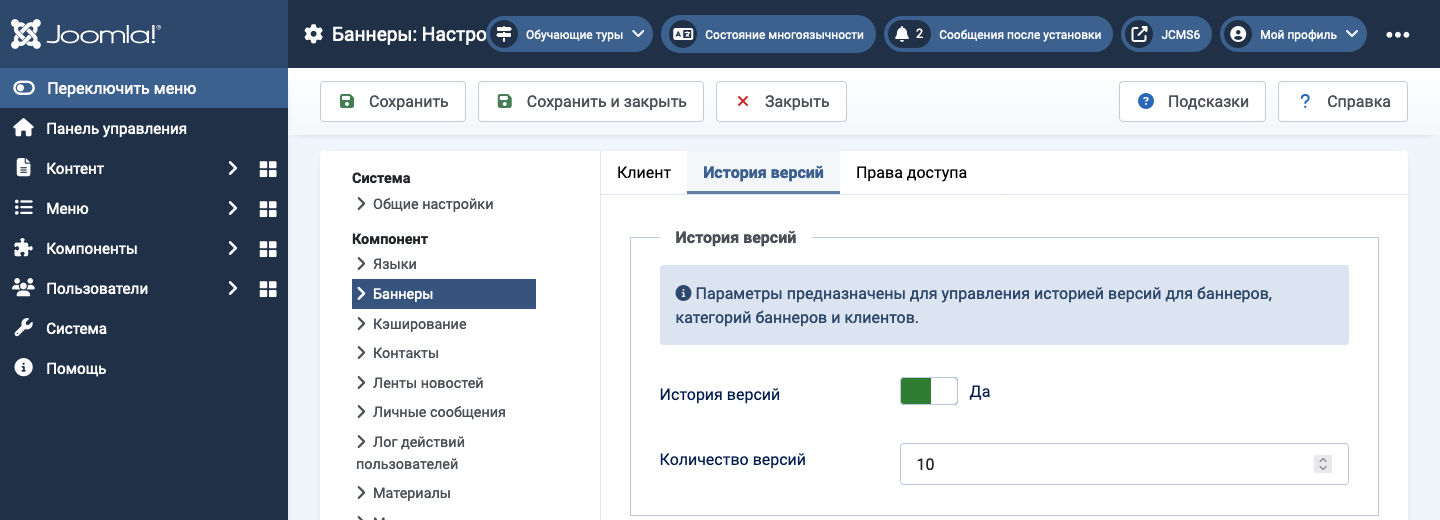 Joomla!®
Баннеры: Настро
Обучающие туры
Состояние многоязычности
2 Сообщения после установки
JCMS6
Мой профиль
Переключить меню
Панель управления
Контент
Меню
Компоненты
Пользователи
Система
Помощь
Сохранить
Сохранить и закрыть
Закрыть
Подсказки
Справка
Система
Общие настройки
Компонент
Языки
Баннеры
Кэширование
Контакты
Ленты новостей
Личные сообщения
Лог действий
пользователей
Материалы
Клиент
История версий
Права доступа
История версий
Параметры предназначены для управления историей версий для баннеров,
категорий баннеров и клиентов.
История версий
Да
Количество версий
10